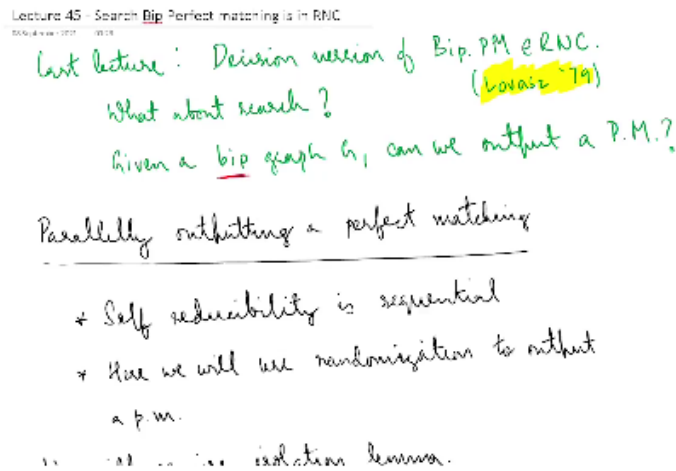 Lecture 45 - Search Bip Perfect matching is in RNC
Last lecture : Decision version of Bip. PM ∈ RNC.
(Lovasz '79)
What about search?
Given a bip graph G, can we output a P.M.?
Parallelly outputting a perfect matching
* Self reducibility is sequential
* Here we will use randomization to output
a p.m.
isolation lemma.